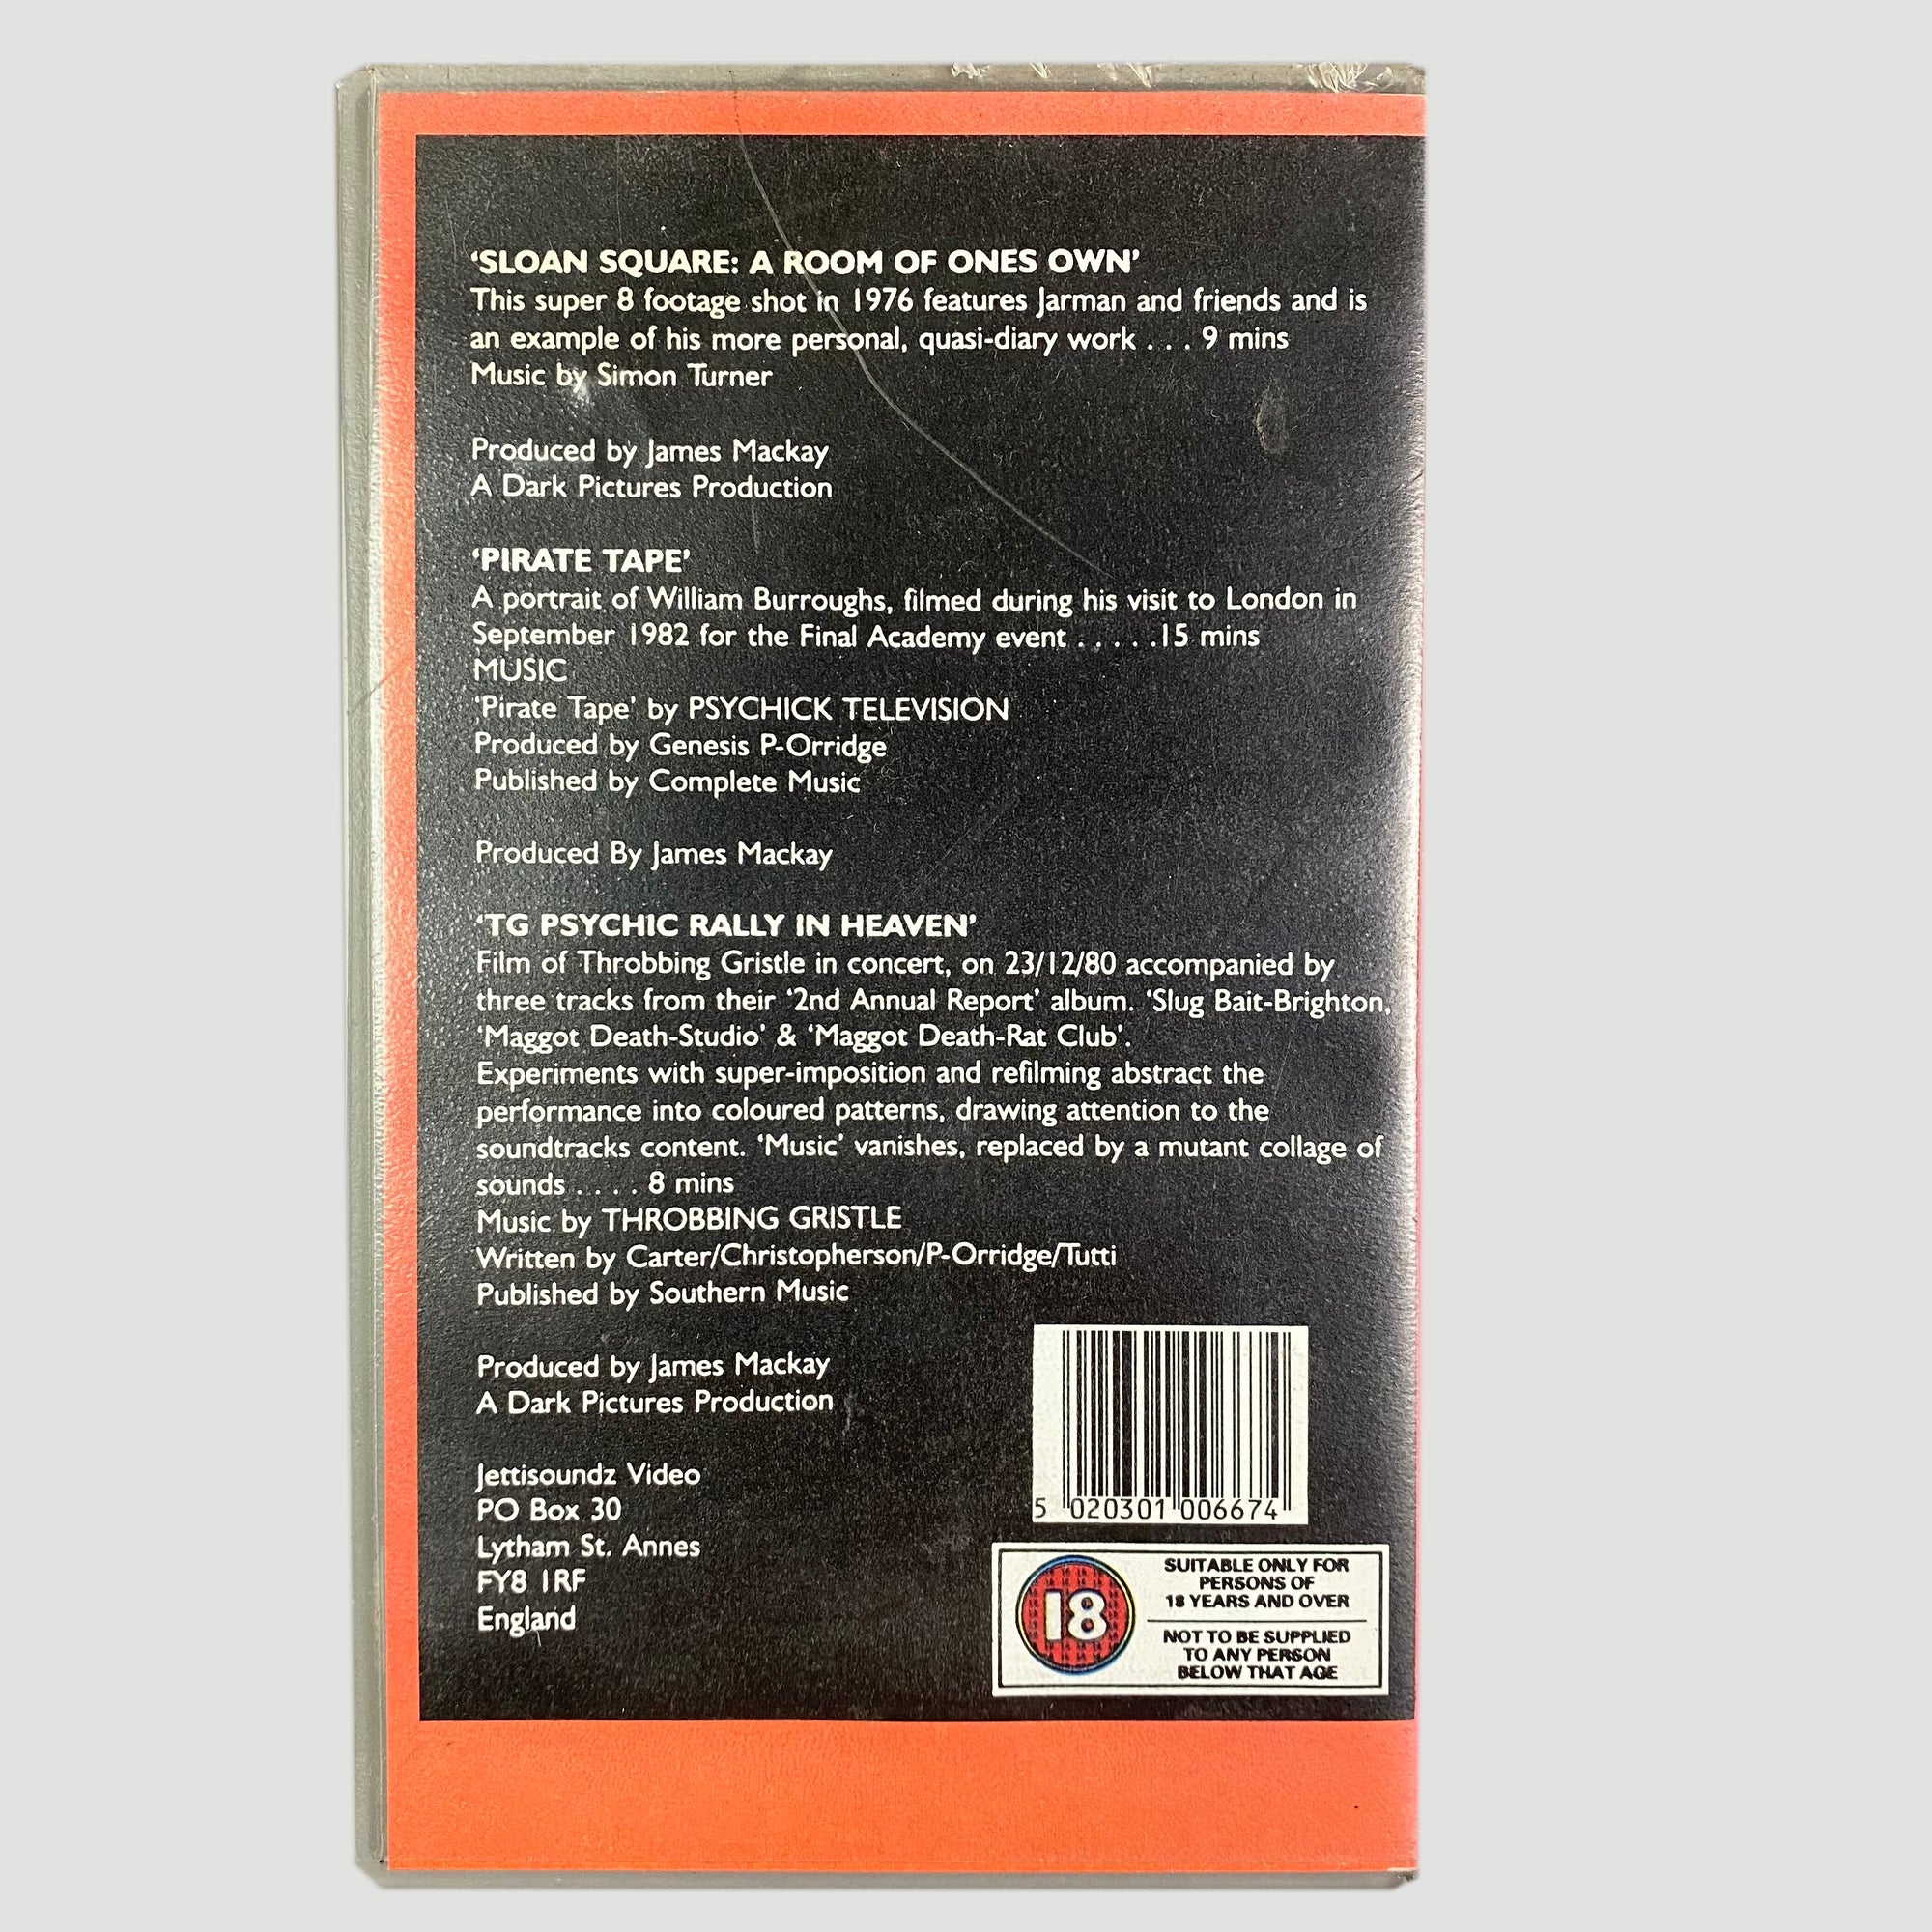 ‘SLOAN SQUARE: A ROOM OF ONES OWN’
This super 8 footage shot in 1976 features Jarman and friends and is
an example of his more personal, quasi-diary work . . . 9 mins
Music by Simon Turner
Produced by James Mackay
A Dark Pictures Production
‘PIRATE TAPE’
A portrait of William Burroughs, filmed during his visit to London in
September 1982 for the Final Academy event . . . . .15 mins
MUSIC
‘Pirate Tape’ by PSYCHICK TELEVISION
Produced by Genesis P-Orridge
Published by Complete Music
Produced By James Mackay
‘TG PSYCHIC RALLY IN HEAVEN’
Film of Throbbing Gristle in concert, on 23/12/80 accompanied by
three tracks from their ‘2nd Annual Report’ album. ‘Slug Bait-Brighton,
‘Maggot Death-Studio’ & ‘Maggot Death-Rat Club’.
Experiments with super-imposition and refilming abstract the
performance into coloured patterns, drawing attention to the
soundtracks content. ‘Music’ vanishes, replaced by a mutant collage of
sounds . . . . 8 mins
Music by THROBBING GRISTLE
Written by Carter/Christopherson/P-Orridge/Tutti
Published by Southern Music
Produced by James Mackay
A Dark Pictures Production
Jettisoundz Video
PO Box 30
Lytham St. Annes
FY8 1RF
England
5 020301 006674
18
SUITABLE ONLY FOR
PERSONS OF
18 YEARS AND OVER
NOT TO BE SUPPLIED
TO ANY PERSON
BELOW THAT AGE